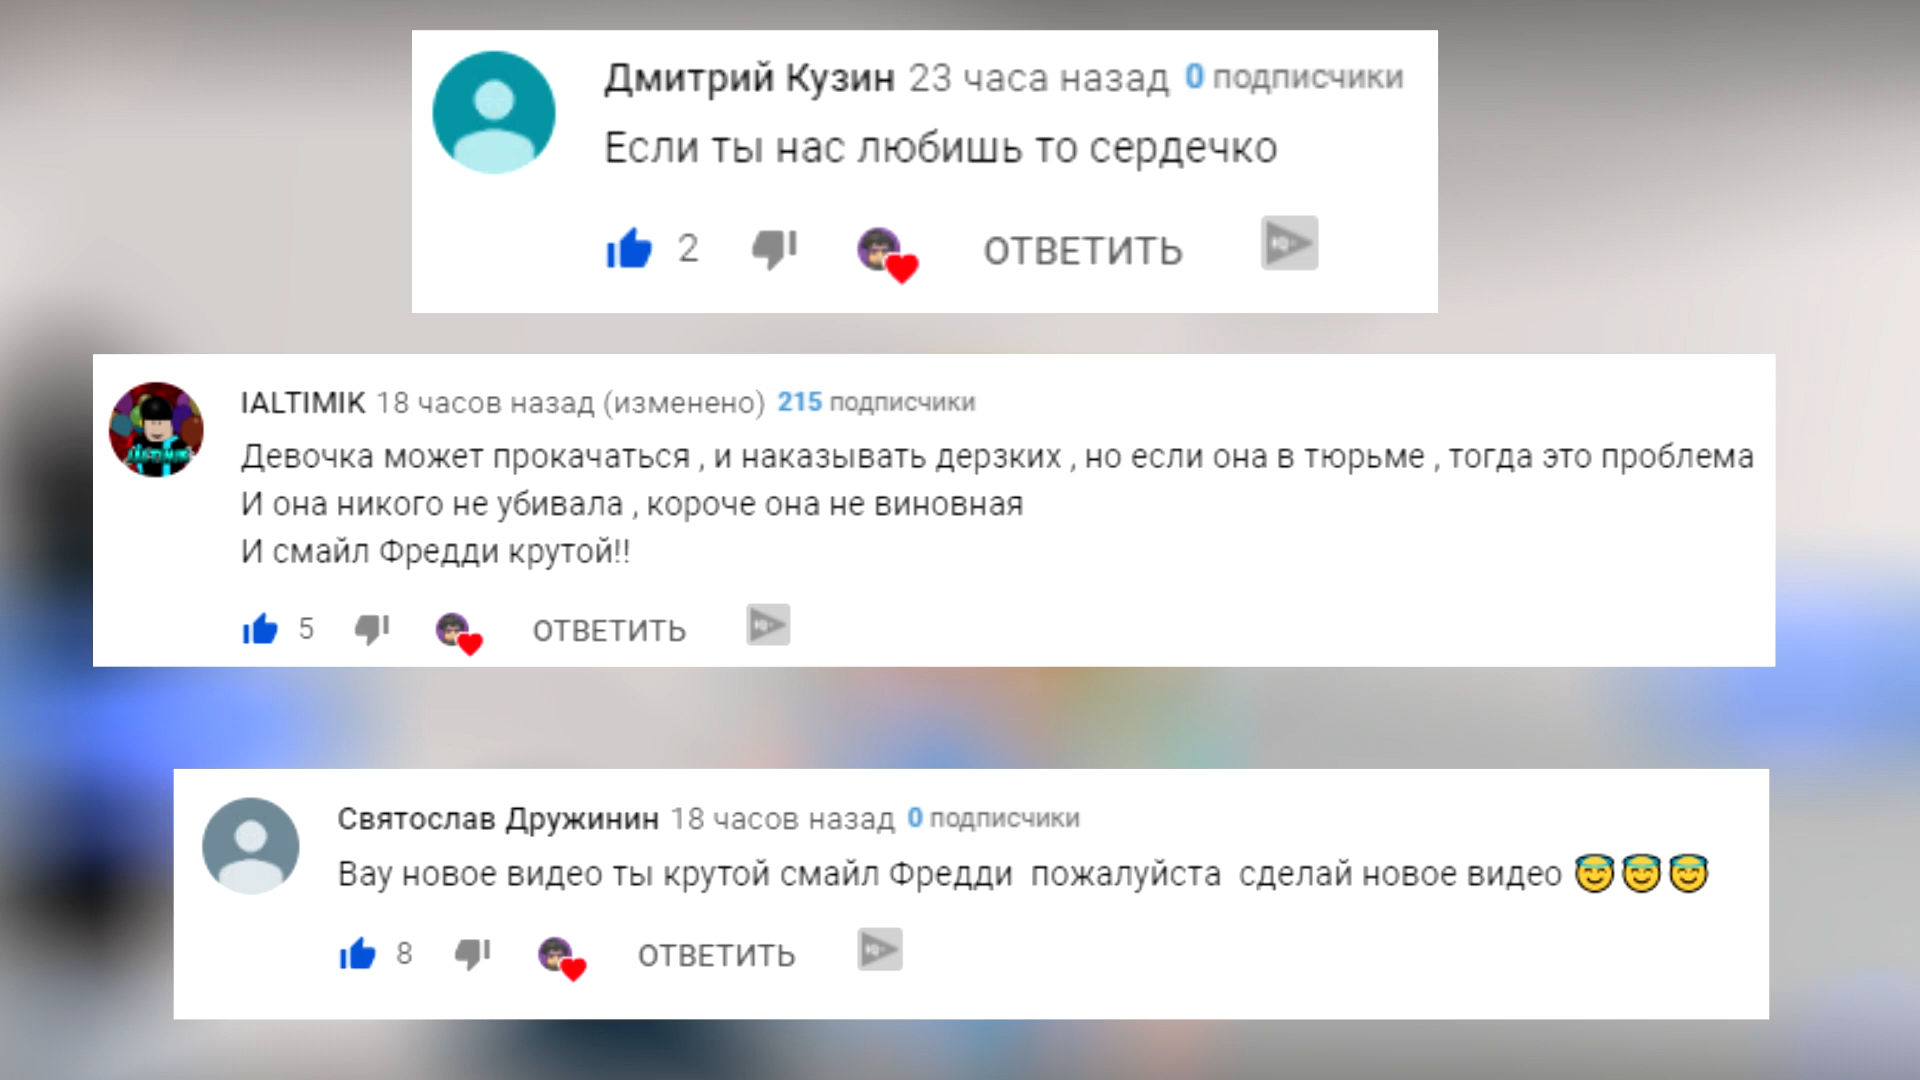 Дмитрий Кузин 23 часа назад 0 подписчики
Если ты нас любишь то сердечко
2 ОТВЕТИТЬ
IALTIMIK 18 часов назад (изменено) 215 подписчики
Девочка может прокачаться , и наказывать дерзких , но если она в тюрьме , тогда это проблема
И она никого не убивала , короче она не виновная
И смайл Фредди крутой!!
5 ОТВЕТИТЬ
Святослав Дружинин 18 часов назад 0 подписчики
Вау новое видео ты крутой смайл Фредди пожалуйста сделай новое видео 😇😇😇
8 ОТВЕТИТЬ